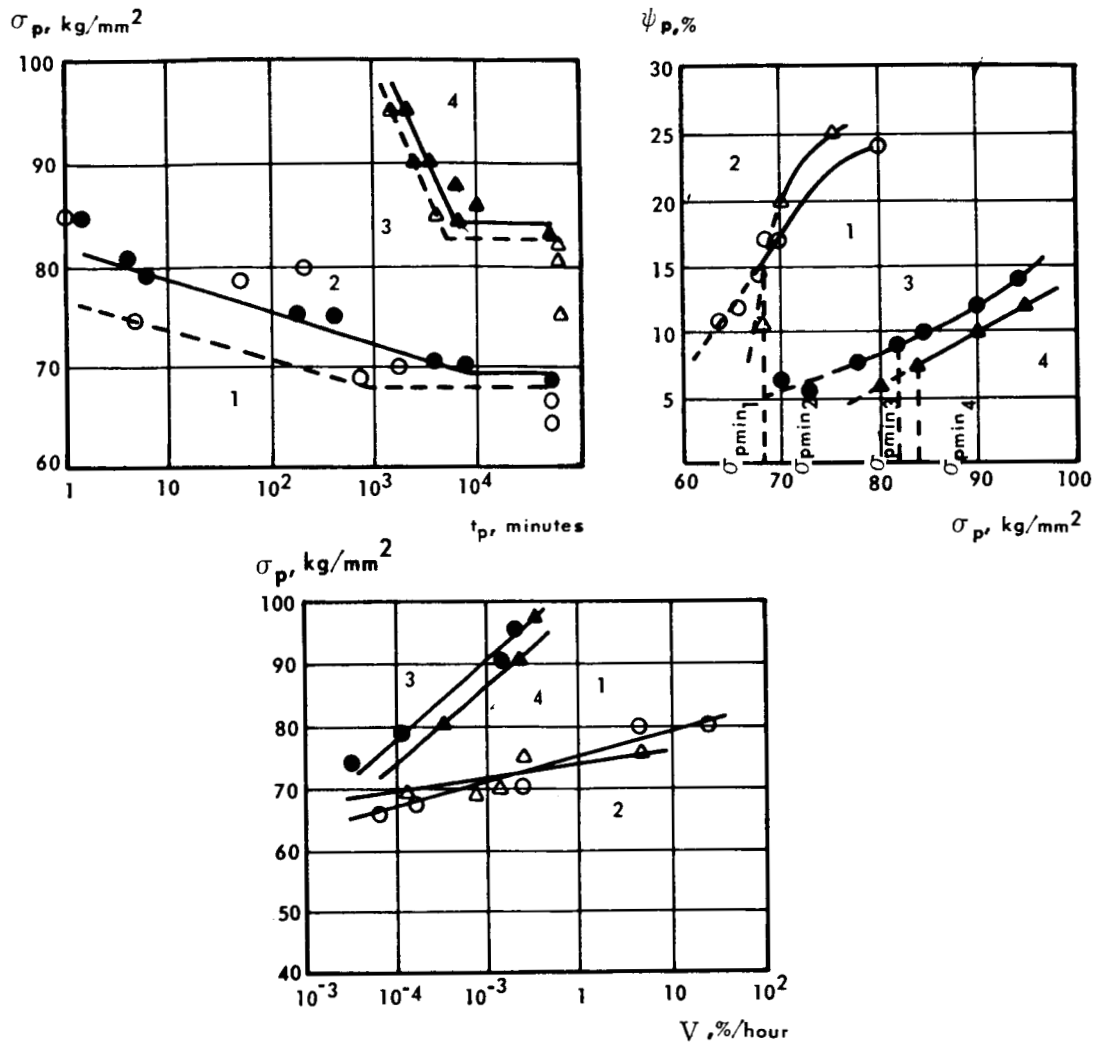 σp, kg/mm²
100
90
80
70
60
4
3
2
1
1 10 10² 10³ 10⁴
tp, minutes
ψp,%
30
25
20
15
10
5
2
1
3
4
σpmin1
σpmin2
σpmin3
σpmin4
60 70 80 90 100
σp, kg/mm²
σp, kg/mm²
100
90
80
70
60
50
40
3
4
1
2
10⁻³ 10⁻⁴ 10⁻³ 1 10 10²
V ,%/hour